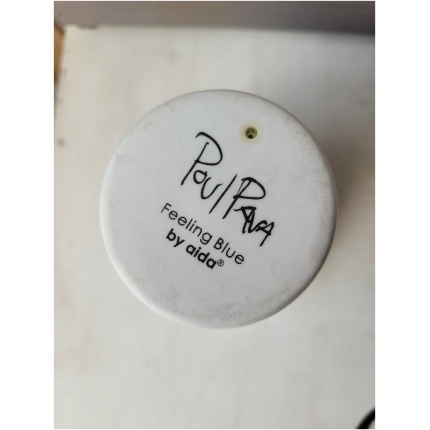 Poul PAVA
Feeling Blue
by aida®